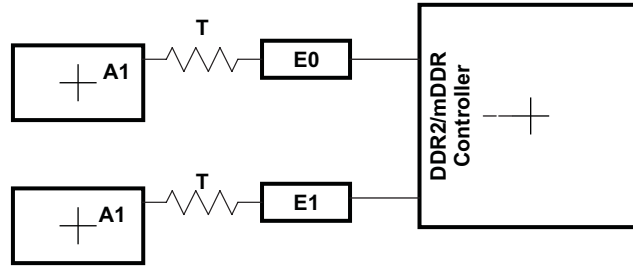 T
A1
E0
T
A1
E1
DDR2/mDDR
Controller